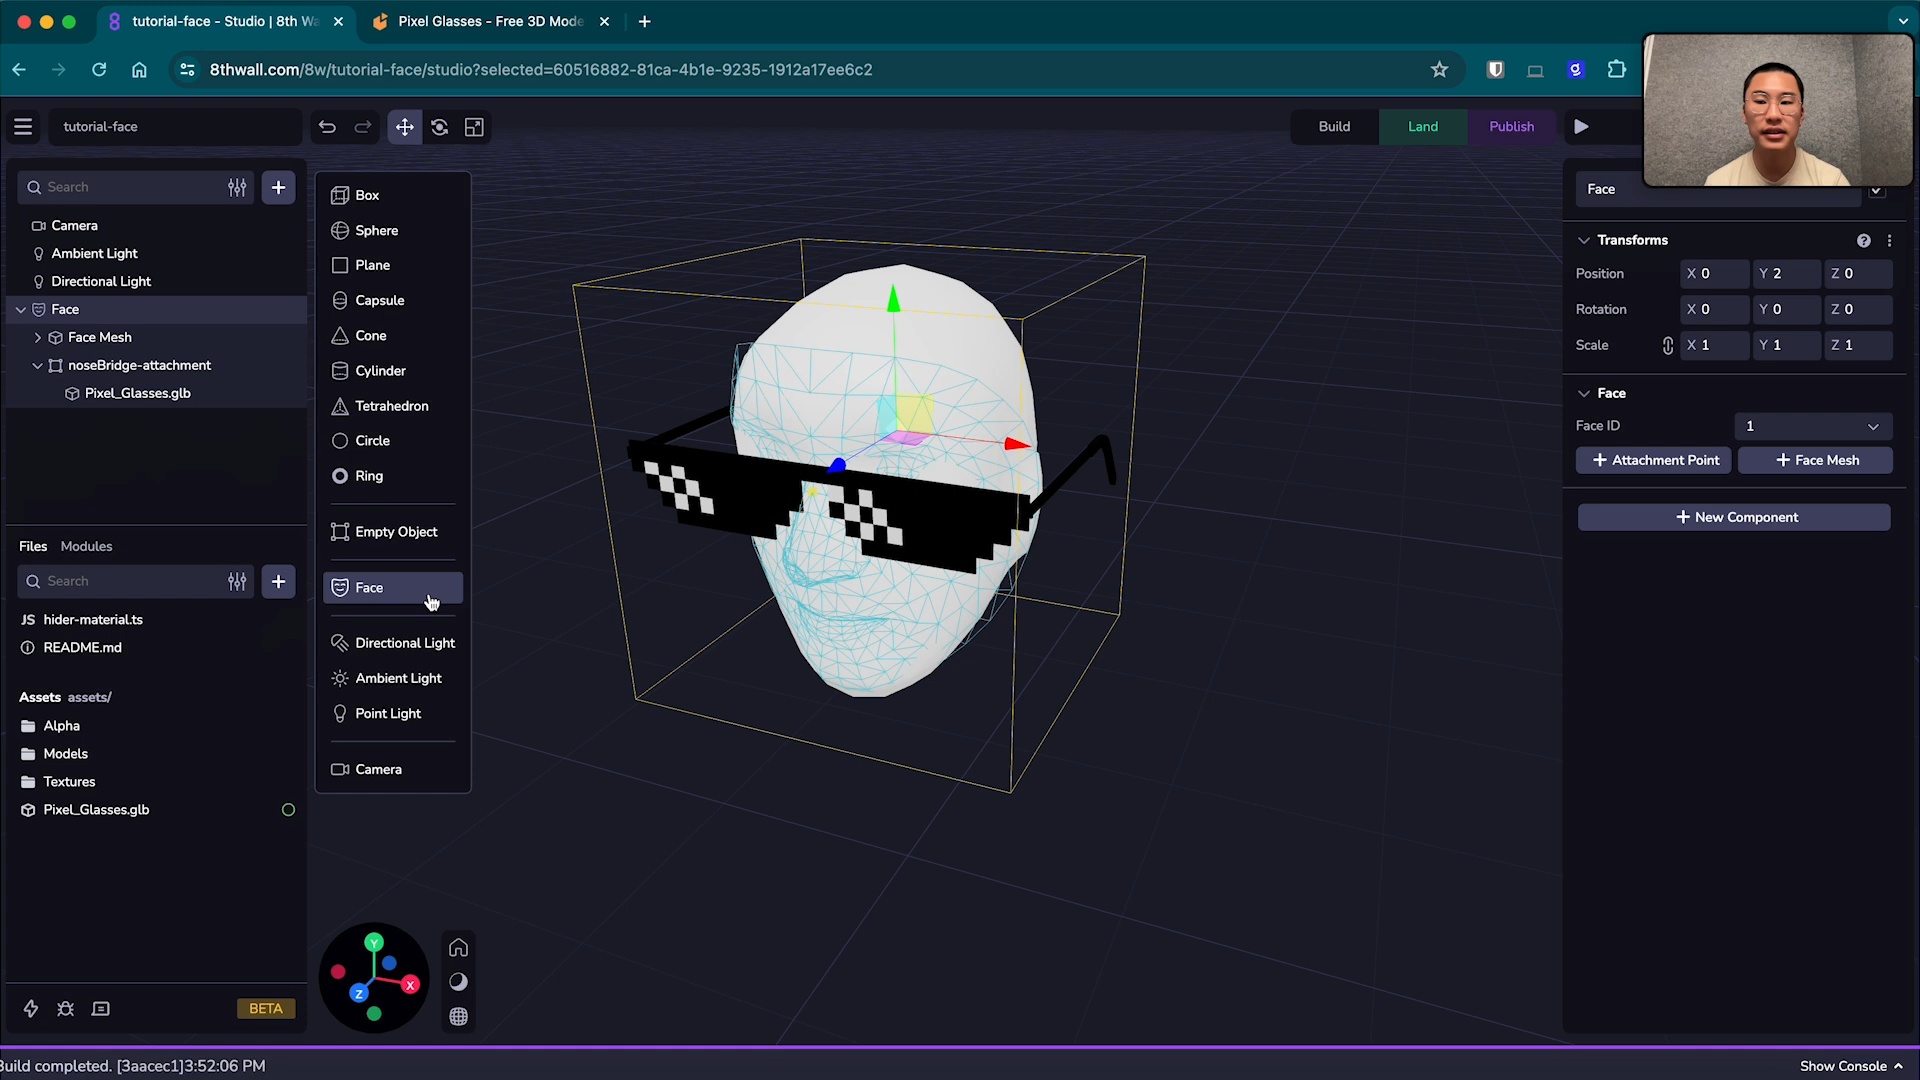 tutorial-face - Studio | 8th Wa
Pixel Glasses - Free 3D Mode
8thwall.com/8w/tutorial-face/studio?selected=60516882-81ca-4b1e-9235-1912a17ee6c2
tutorial-face
Build
Land
Publish
Search
Camera
Ambient Light
Directional Light
Face
Face Mesh
noseBridge-attachment
Pixel_Glasses.glb
Files
Modules
Search
JS hider-material.ts
README.md
Assets assets/
Alpha
Models
Textures
Pixel_Glasses.glb
BETA
Box
Sphere
Plane
Capsule
Cone
Cylinder
Tetrahedron
Circle
Ring
Empty Object
Face
Directional Light
Ambient Light
Point Light
Camera
Y
X
Z
Face
Transforms
Position X 0 Y 2 Z 0
Rotation X 0 Y 0 Z 0
Scale X 1 Y 1 Z 1
Face
Face ID 1
+ Attachment Point
+ Face Mesh
+ New Component
Build completed. [3aacec1]3:52:06 PM
Show Console